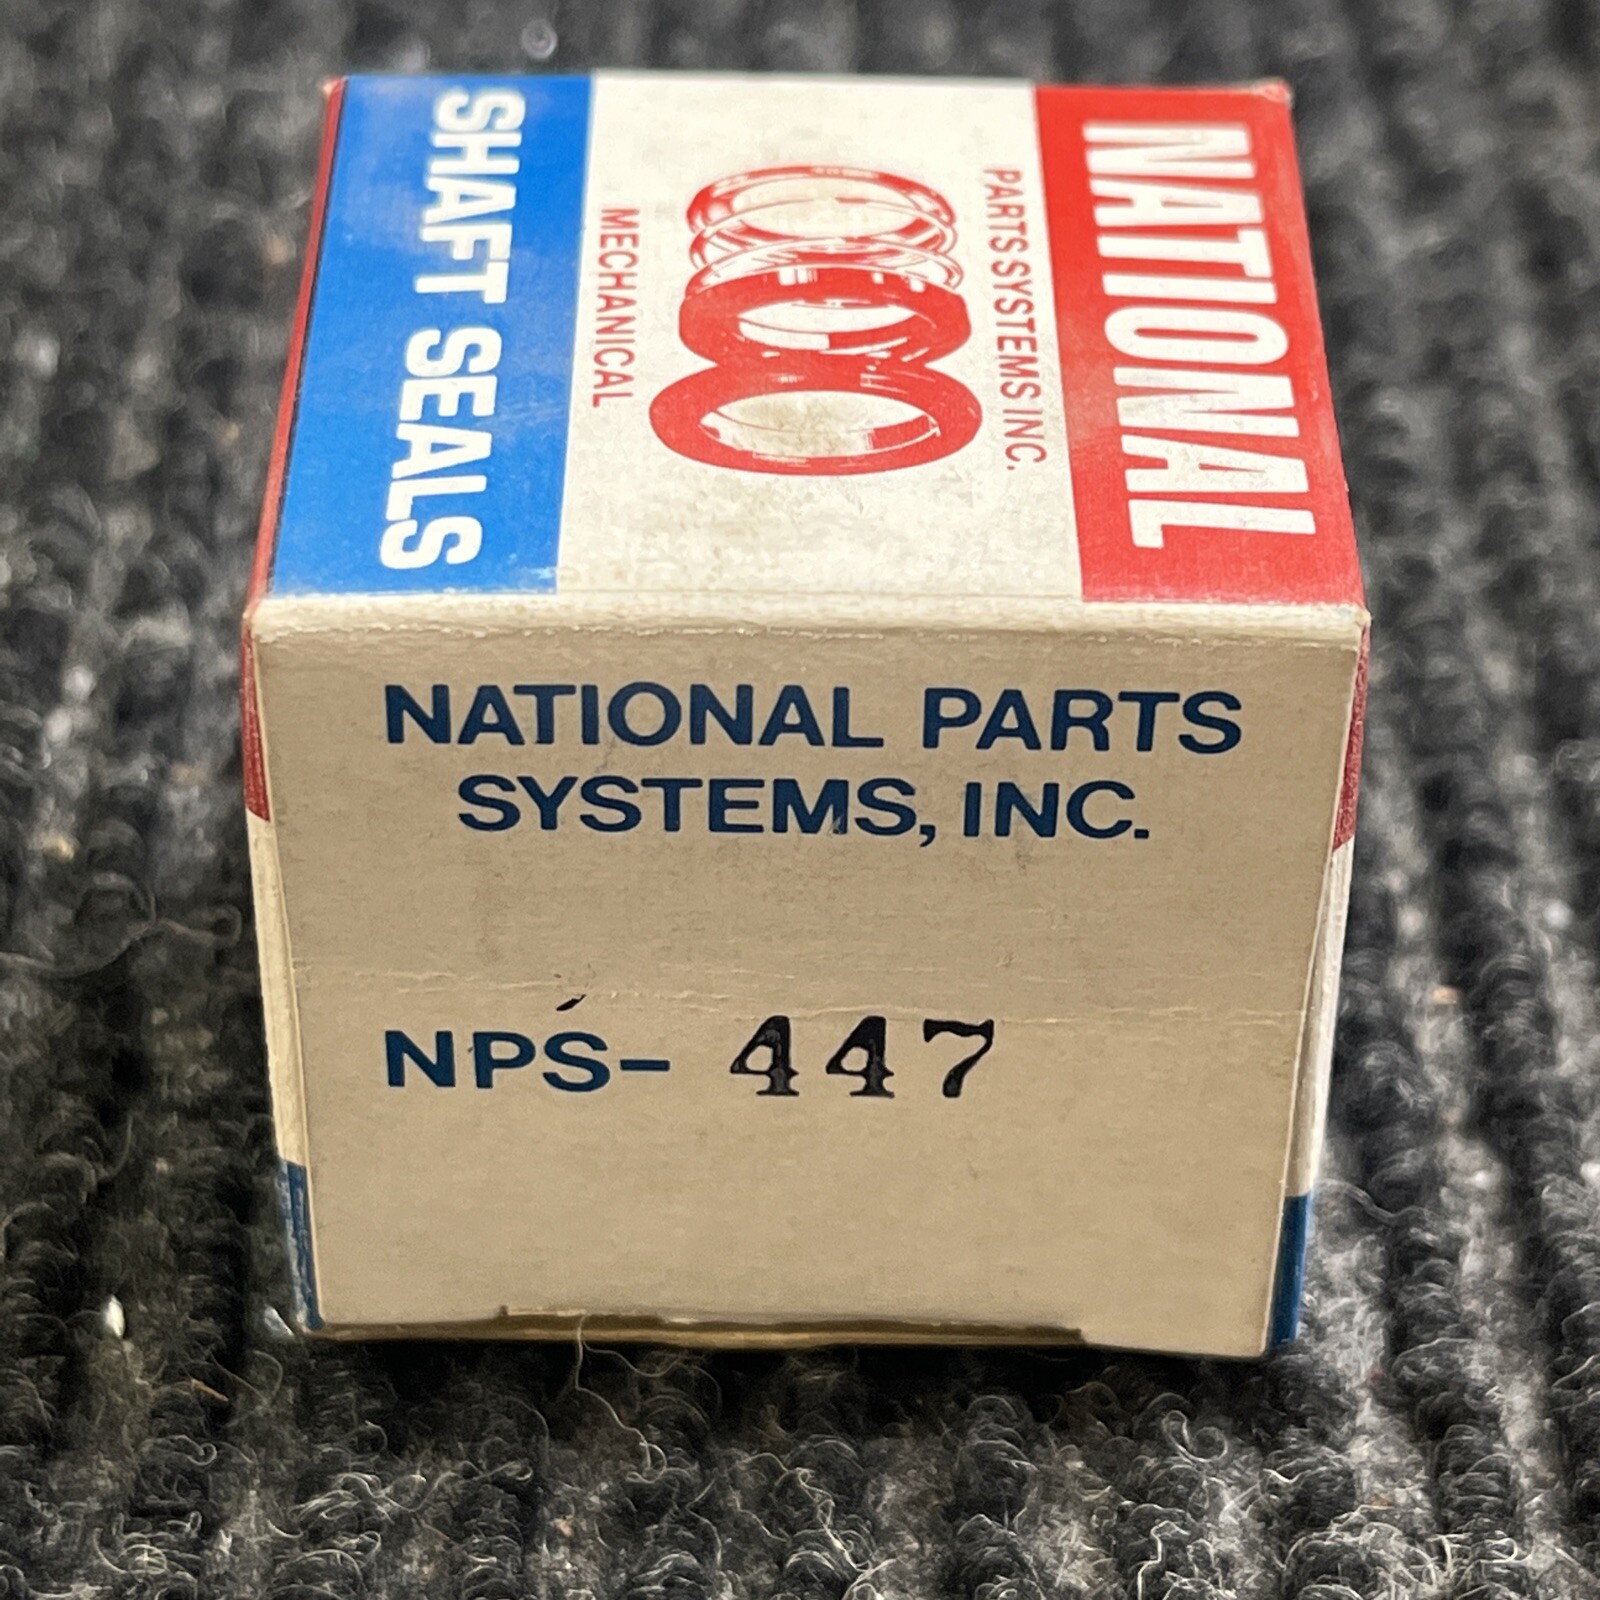 NATIONAL
PARTS SYSTEMS INC.
MECHANICAL
SHAFT SEALS
NATIONAL PARTS
SYSTEMS, INC.
NPS- 447